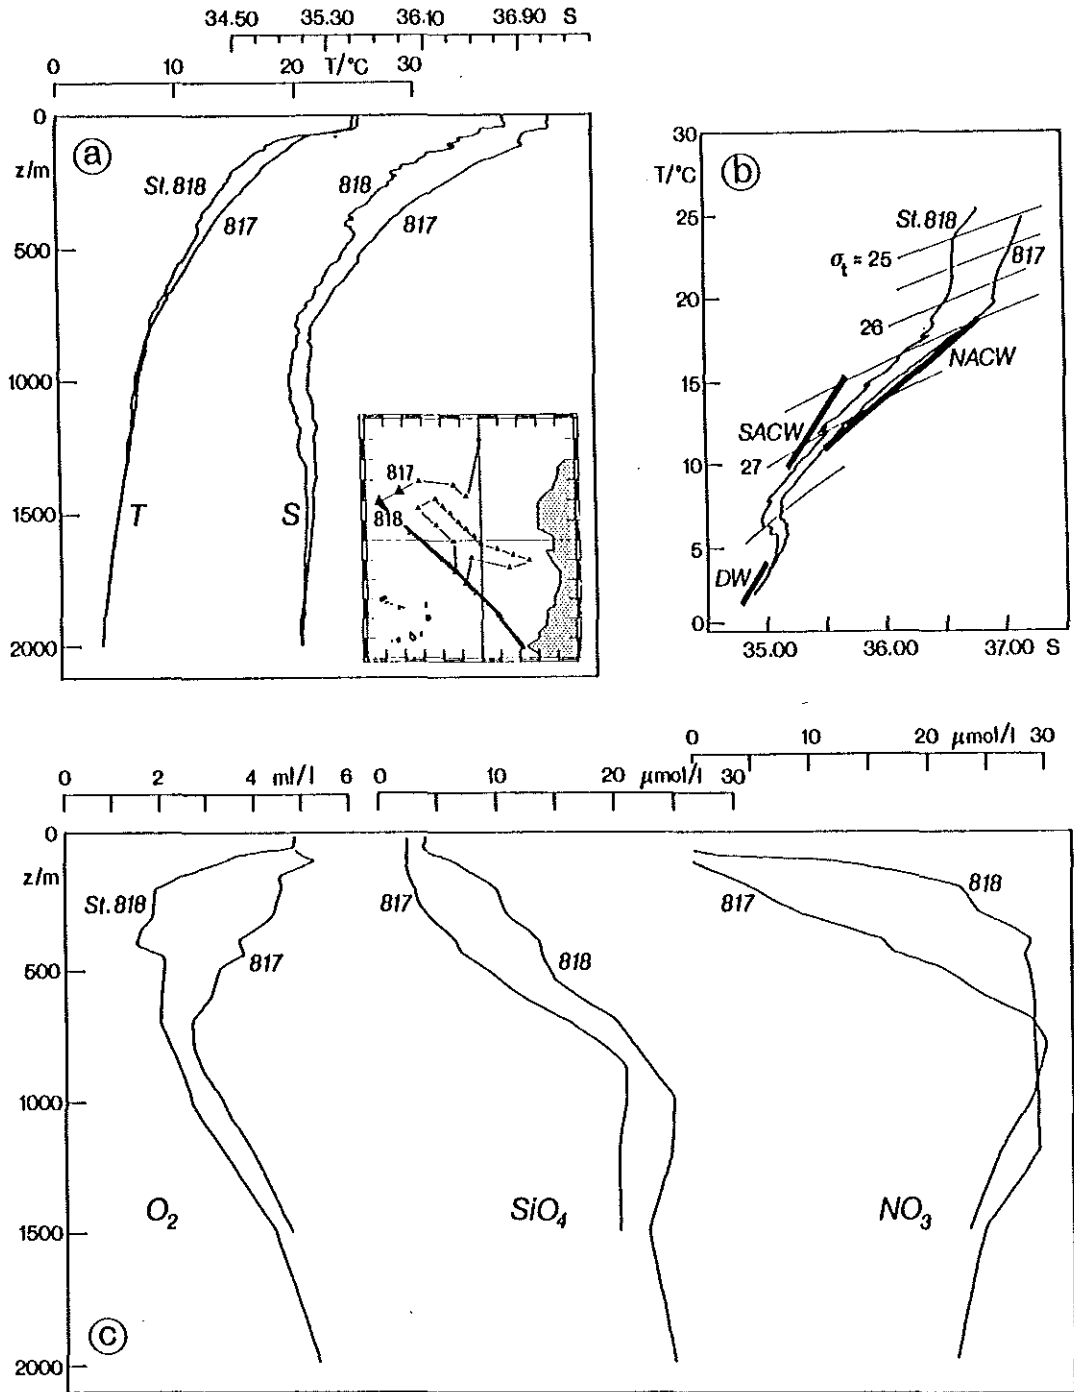 34.50 35.30 36.10 36.90 S
0 10 20 T/°C 30
0
z/m
500
1000
1500
2000
a
St. 818
817
818
817
T
S
817
818
30
T/°C
25
20
15
10
5
0
b
St. 818
817
σt = 25
26
27
NACW
SACW
DW
35.00 36.00 37.00 S
0 2 4 ml/l 6
0 10 20 μmol/l 30
0 10 20 μmol/l 30
0
z/m
500
1000
1500
2000
St. 818
817
817
818
817
818
O2
SiO4
NO3
c